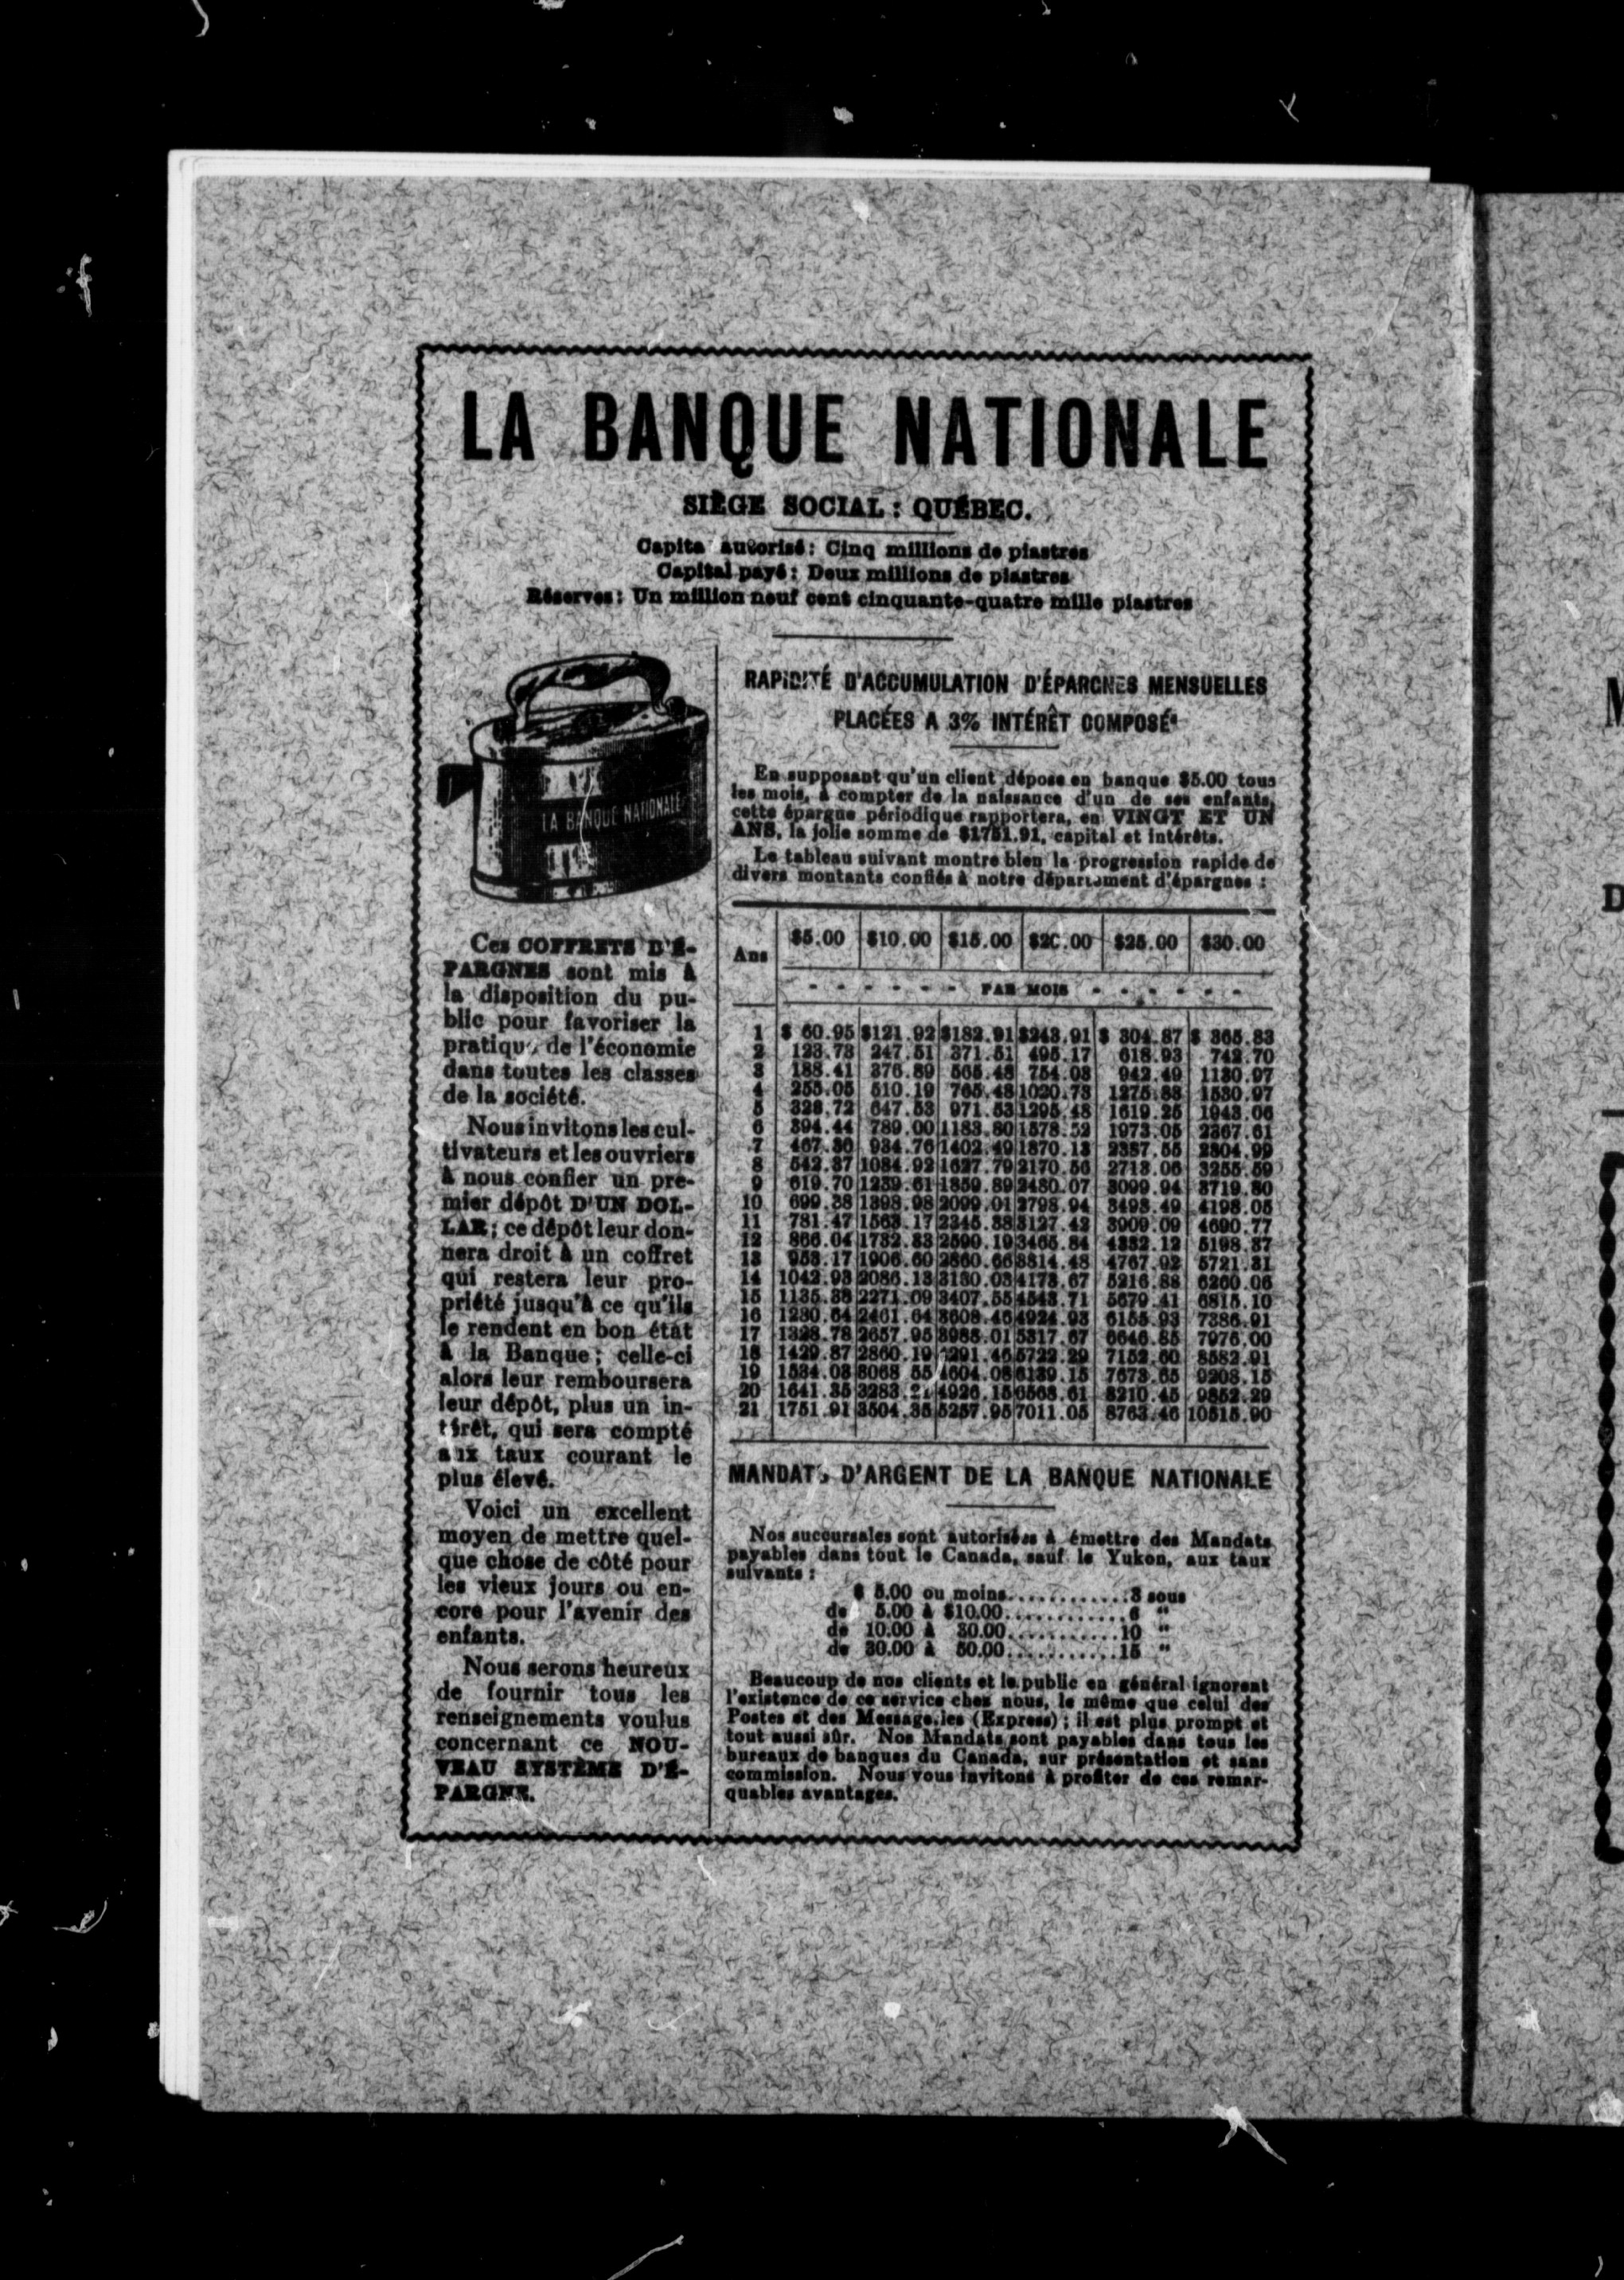 LA BANQUE NATIONALE
SIÈGE SOCIAL : QUÉBEC.
Capita autorisé : Cinq millions de piastres
Capital payé : Deux millions de piastres
Réserves : Un million neuf cent cinquante-quatre mille piastres
LA BANQUE NATIONALE
Ces COFFRETS D'É-
PARGNES sont mis à
la disposition du pu-
blic pour favoriser la
pratique de l'économie
dans toutes les classes
de la société.
Nous invitons les cul-
tivateurs et les ouvriers
à nous confier un pre-
mier dépôt D'UN DOL-
LAR ; ce dépôt leur don-
nera droit à un coffret
qui restera leur pro-
priété jusqu'à ce qu'ils
le rendent en bon état
à la Banque ; celle-ci
alors leur remboursera
leur dépôt, plus un in-
térêt, qui sera compté
aux taux courant le
plus élevé.
Voici un excellent
moyen de mettre quel-
que chose de côté pour
les vieux jours ou en-
core pour l'avenir des
enfants.
Nous serons heureux
de fournir tous les
renseignements voulus
concernant ce NOU-
VEAU SYSTÈME D'É-
PARGNE.
RAPIDITÉ D'ACCUMULATION D'ÉPARGNES MENSUELLES
PLACÉES A 3% INTÉRÊT COMPOSÉ
En supposant qu'un client dépose en banque $5.00 tous
les mois, à compter de la naissance d'un de ses enfants,
cette épargne périodique rapportera, en VINGT ET UN
ANS, la jolie somme de $1751.91, capital et intérêts.
Le tableau suivant montre bien la progression rapide de
divers montants confiés à notre département d'épargnes :
Ans $5.00 $10.00 $15.00 $20.00 $25.00 $30.00
- - - - - - PAR MOIS - - - - - -
1 $ 60.95 $121.92 $182.91 $243.91 $ 304.87 $ 365.83
2 123.73 247.51 371.51 495.17 618.93 742.70
3 188.41 376.89 565.48 754.03 942.49 1130.97
4 255.05 510.19 765.48 1020.73 1275.88 1530.97
5 323.72 647.53 971.53 1295.48 1619.25 1943.06
6 394.44 789.00 1183.80 1578.52 1973.05 2367.61
7 467.30 934.76 1402.49 1870.13 2337.55 2804.99
8 542.37 1084.92 1627.79 2170.56 2713.06 3255.59
9 619.70 1239.61 1859.89 2480.07 3099.94 3719.80
10 699.38 1398.98 2099.01 2798.94 3498.49 4198.05
11 781.47 1563.17 2345.38 3127.42 3909.09 4690.77
12 866.04 1732.33 2599.19 3465.84 4332.12 5198.37
13 953.17 1906.60 2860.66 3814.48 4767.92 5721.31
14 1042.93 2086.13 3130.03 4173.67 5216.88 6260.06
15 1135.38 2271.09 3407.55 4543.71 5679.41 6815.10
16 1230.64 2461.64 4924.93 6155.93 7386.91
17 1328.78 2657.95 3988.01 5317.67 6646.85 7976.00
18 1429.87 2860.19 4291.46 5722.29 7152.60 8582.91
19 1534.03 3068.55 4604.08 6139.15 7673.65 9208.15
20 1641.35 3283.21 4926.15 6568.61 8210.45 9852.29
21 1751.91 3504.35 5257.95 7011.05 8763.46 10515.90
MANDATS D'ARGENT DE LA BANQUE NATIONALE
Nos succursales sont autorisées à émettre des Mandats
payables dans tout le Canada, sauf le Yukon, aux taux
suivants :
$ 5.00 ou moins............3 sous
de 5.00 à $10.00............6 "
de 10.00 à 30.00...........10 "
de 30.00 à 50.00...........15 "
Beaucoup de nos clients et le public en général ignorent
l'existence de ce service chez nous, le même que celui des
Postes et des Messageries (Express) ; il est plus prompt et
tout aussi sûr. Nos Mandats sont payables dans tous les
bureaux de banques du Canada, sur présentation et sans
commission. Nous vous invitons à profiter de ces remar-
quables avantages.